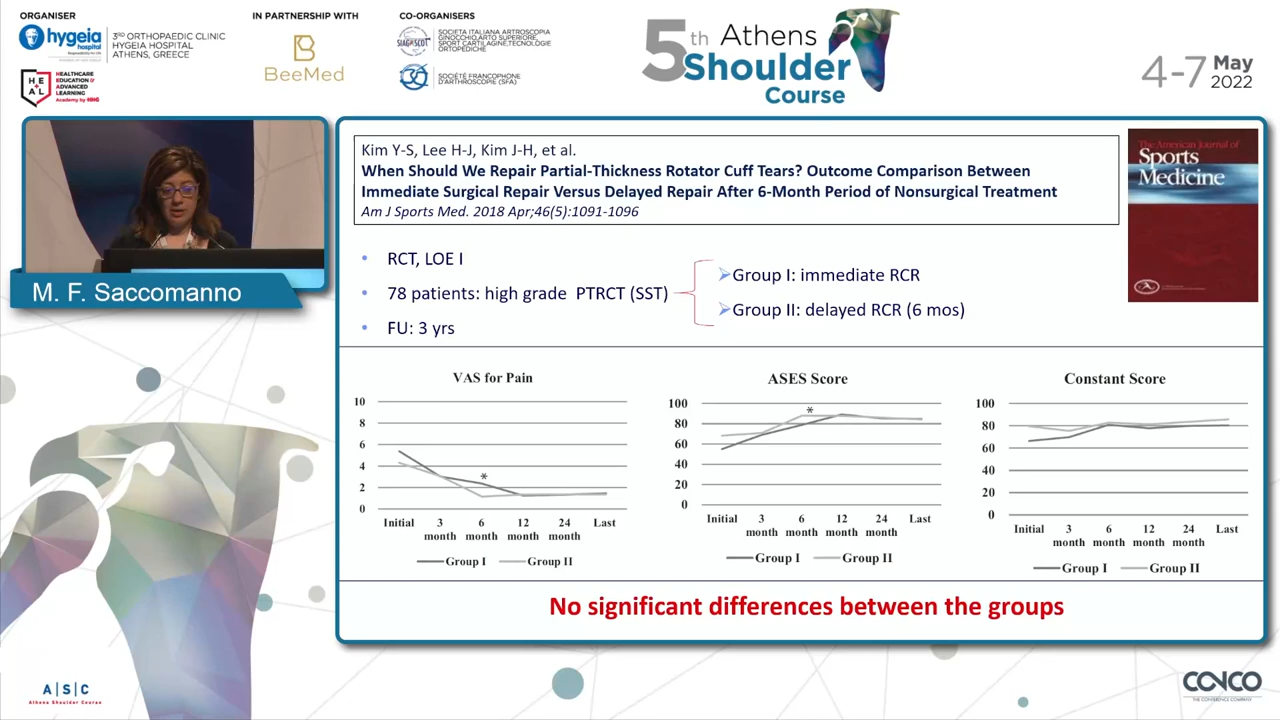 ORGANISER
hygeia
hospital
3RD ORTHOPAEDIC CLINIC
HYGEIA HOSPITAL
ATHENS, GREECE
HEAL
HEALTHCARE
EDUCATION &
ADVANCED
LEARNING
Academy by HHG
IN PARTNERSHIP WITH
BeeMed
CO-ORGANISERS
SIAGASCOT
SOCIETA ITALIANA ARTROSCOPIA
GINOCCHIO, ARTO SUPERIORE,
SPORT CARTILAGINE, TECNOLOGIE
ORTOPEDICHE
SOCIÉTÉ FRANCOPHONE
D'ARTHROSCOPIE (SFA)
5th Athens
Shoulder
Course
4-7 May
2022
M. F. Saccomanno
Kim Y-S, Lee H-J, Kim J-H, et al.
When Should We Repair Partial-Thickness Rotator Cuff Tears? Outcome Comparison Between
Immediate Surgical Repair Versus Delayed Repair After 6-Month Period of Nonsurgical Treatment
Am J Sports Med. 2018 Apr;46(5):1091-1096
The American Journal of
Sports
Medicine
• RCT, LOE I
• 78 patients: high grade PTRCT (SST)
• FU: 3 yrs
Group I: immediate RCR
Group II: delayed RCR (6 mos)
VAS for Pain
10
8
6
4
2
0
*
Initial 3 month 6 month 12 month 24 month Last
Group I Group II
ASES Score
100
80
60
40
20
0
*
Initial 3 month 6 month 12 month 24 month Last
Group I Group II
Constant Score
100
80
60
40
20
0
Initial 3 month 6 month 12 month 24 month Last
Group I Group II
No significant differences between the groups
A|S|C
Athens Shoulder Course
CONCO
THE CONFERENCE COMPANY